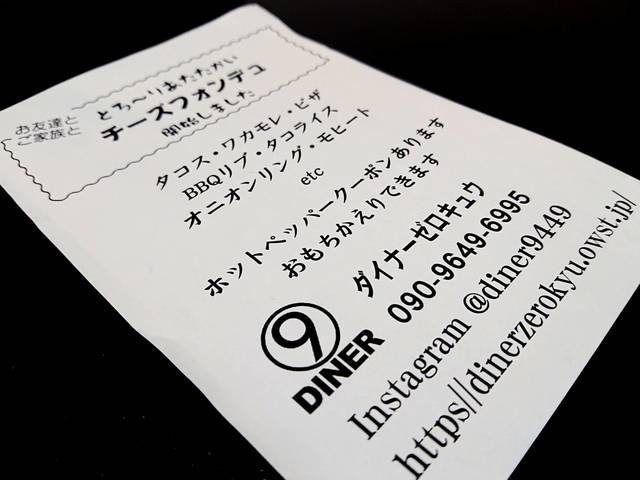 お友達と
ご家族と
とろ〜りあたたかい
チーズフォンデュ
開始しました
タコス・ワカモレ・ピザ
BBQリブ・タコライス
オニオンリング・モヒート
etc
ホットペッパークーポンあります
おもちかえりできます
9
DINER
ダイナーゼロキュウ
090-9649-6995
Instagram @diner9449
https//dinerzerokyu.owst.jp/